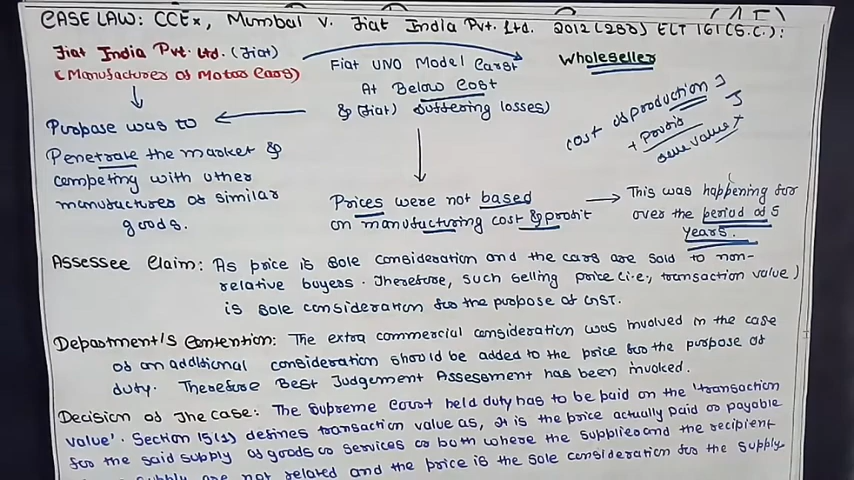 CASE LAW: CCEx, Mumbai V. Fiat India Pvt. Ltd. 2012 (283) ELT 161 (S.C.):
Fiat India Pvt. Ltd. (Fiat)
(Manufactures of Motor Cars)
Fiat UNO Model Cars
At Below Cost
& (Fiat) Suffering losses)
Wholeseller
cost of production
+ Profit
sale value
Purpose was to
Penetrate the market &
competing with other
manufactures of similar
goods.
Prices were not based
on manufacturing cost & profit
This was happening for
over the period of 5
Years.
Assessee Claim: As price is sole consideration and the cars are sold to non-
relative buyers. Therefore, such selling price (i.e., transaction value)
is sole consideration for the purpose of GST.
Department's Contention: The extra commercial consideration was involved in the case
of an additional consideration should be added to the price for the purpose of
duty. Therefore Best Judgement Assessment has been invoked.
Decision of The case: The Supreme Court held duty has to be paid on the 'transaction
value'. Section 15(1) defines transaction value as, it is the price actually paid or payable
for the said supply of goods or services or both where the supplier and the recipient
supply are not related and the price is the sole consideration for the supply